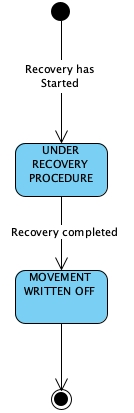 Recovery has
Started
UNDER
RECOVERY
PROCEDURE
Recovery completed
MOVEMENT
WRITTEN OFF